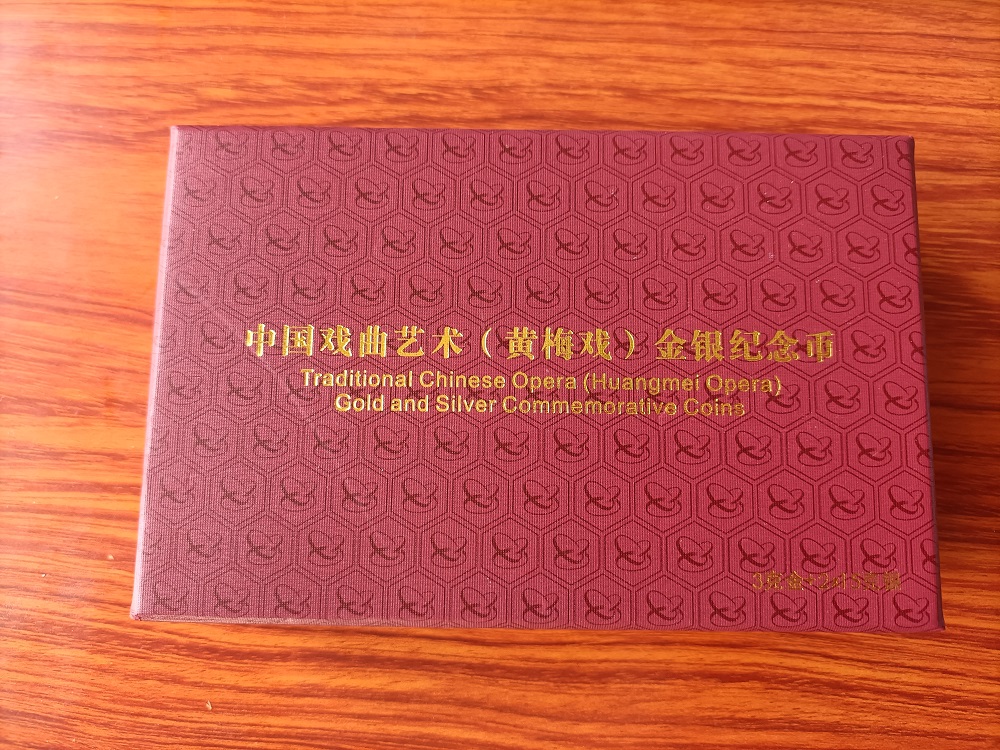 中国戏曲艺术（黄梅戏）金银纪念币
Traditional Chinese Opera (Huangmei Opera)
Gold and Silver Commemorative Coins